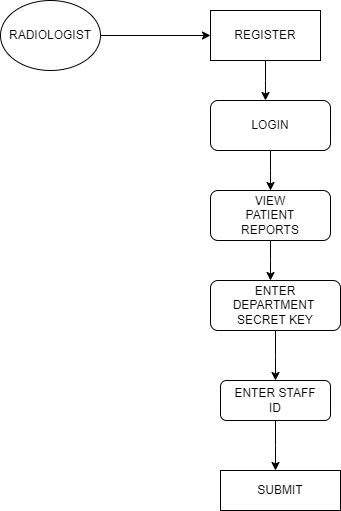 RADIOLOGIST
REGISTER
LOGIN
VIEW
PATIENT
REPORTS
ENTER
DEPARTMENT
SECRET KEY
ENTER STAFF
ID
SUBMIT